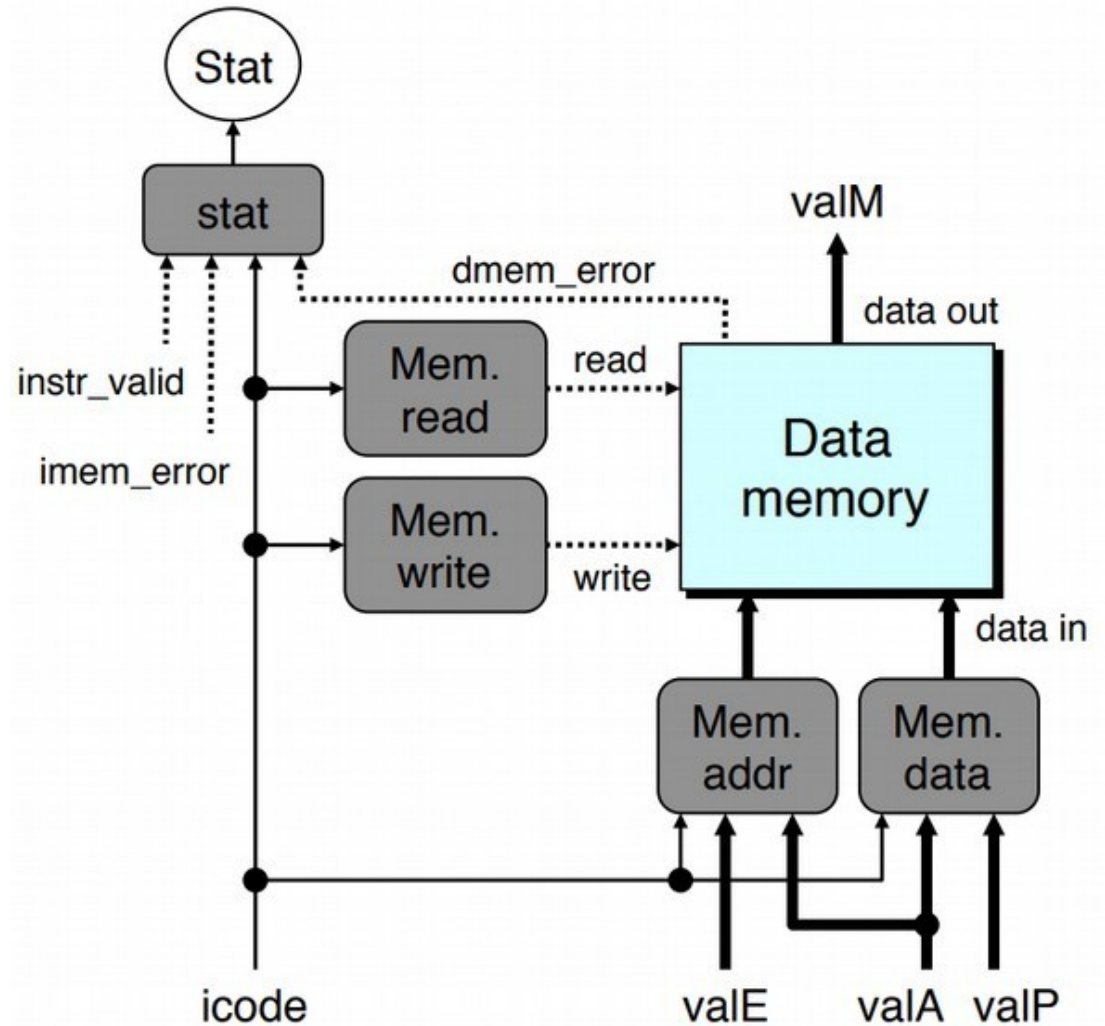 Stat
stat
valM
dmem_error
data out
instr_valid
Mem.
read
read
imem_error
Data
memory
Mem.
write
write
data in
Mem.
addr
Mem.
data
icode
valE
valA
valP